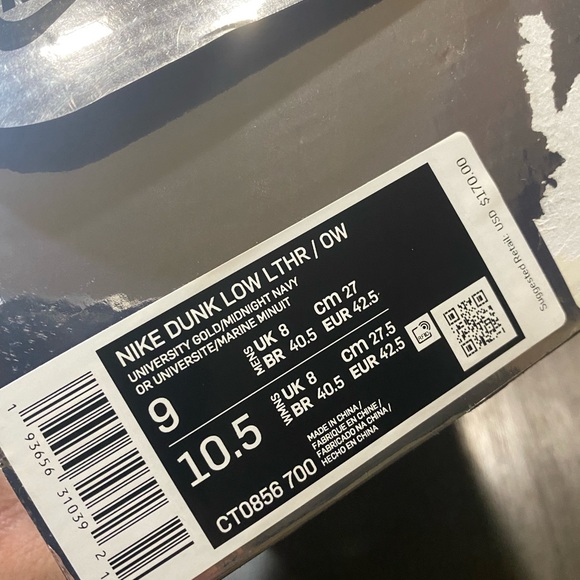 Suggested Retail: USD $170.00
NIKE DUNK LOW LTHR / OW
UNIVERSITY GOLD/MIDNIGHT NAVY
OR UNIVERSITE/MARINE MINUIT
9
MENS
UK 8 cm 27
BR 40.5 EUR 42.5
10.5
WMNS
UK 8 cm 27.5
BR 40.5 EUR 42.5
CT0856 700
MADE IN CHINA /
FABRIQUE EN CHINE /
FABRICADO NA CHINA /
HECHO EN CHINA
1 93656 31039 2